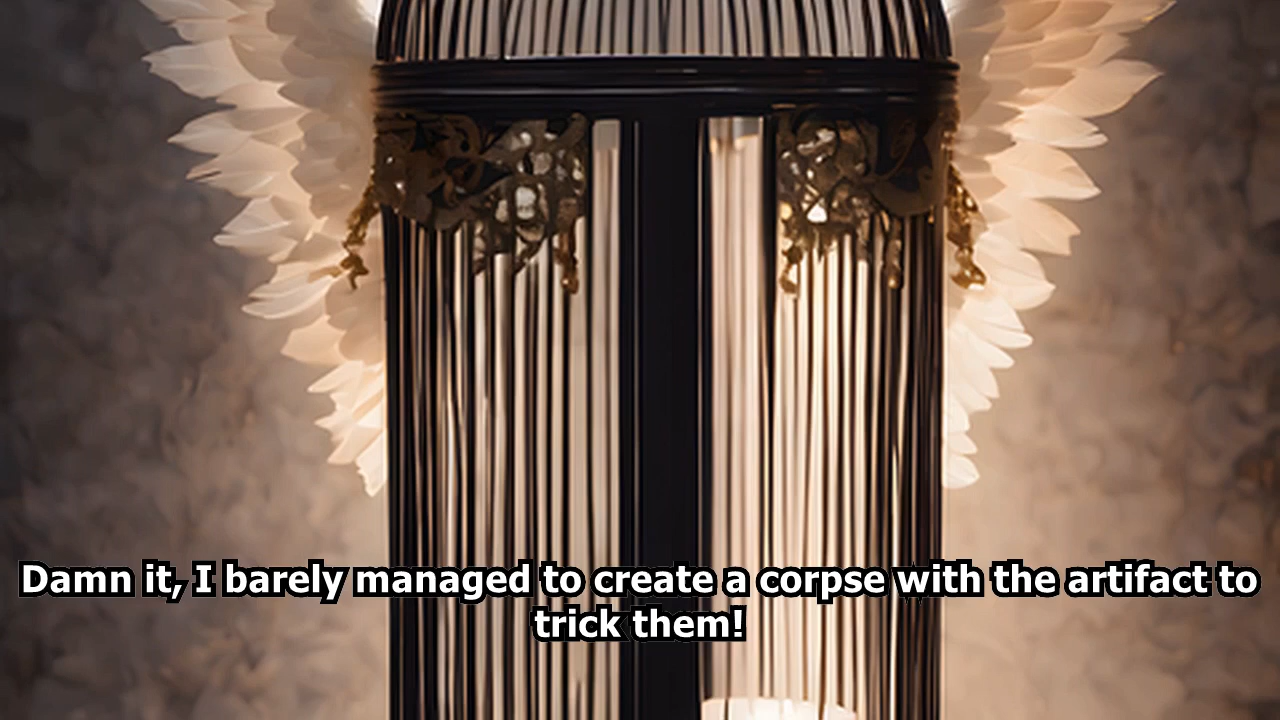 Damn it, I barely managed to create a corpse with the artifact to
trick them!